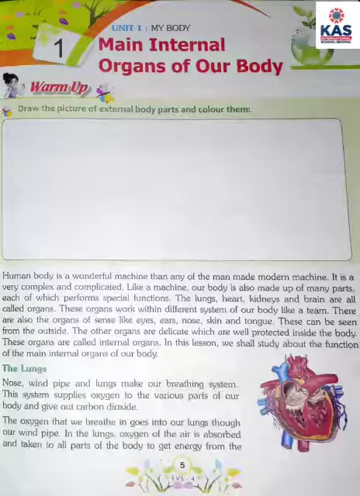 UNIT 1 : MY BODY
1
Main Internal
Organs of Our Body
KAS
INTERNATIONAL
SCHOOL, BHOPAL
Warm Up
Draw the picture of external body parts and colour them:
Human body is a wonderful machine than any of the man made modern machine. It is a
very complex and complicated. Like a machine, our body is also made up of many parts,
each of which performs special functions. The lungs, heart, kidneys and brain are all
called organs. These organs work within different system of our body like a team. There
are also the organs of sense like eyes, ears, nose, skin and tongue. These can be seen
from the outside. The other organs are delicate which are well protected inside the body.
These organs are called internal organs. In this lesson, we shall study about the function
of the main internal organs of our body.
The Lungs
Nose, wind pipe and lungs make our breathing system.
This system supplies oxygen to the various parts of our
body and give out carbon dioxide.
The oxygen that we breathe in goes into our lungs though
our wind pipe. In the lungs, oxygen of the air is absorbed
and taken to all parts of the body to get energy from the
5
EVS - 4